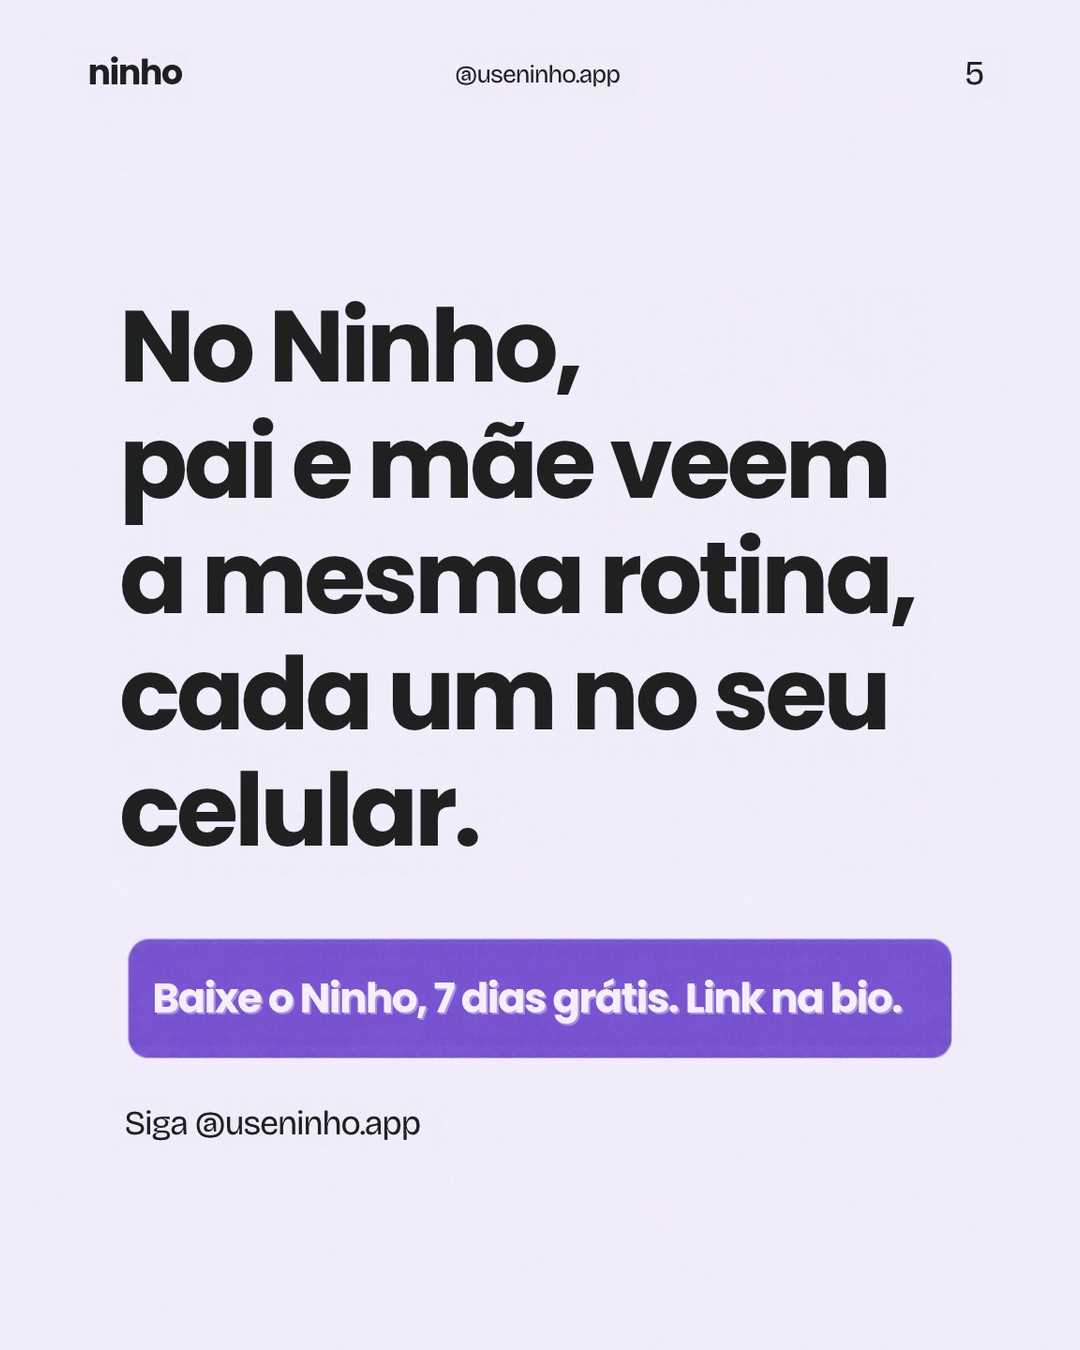 ninho
@useninho.app
5
No Ninho,
pai e mãe veem
a mesma rotina,
cada um no seu
celular.
Baixe o Ninho, 7 dias grátis. Link na bio.
Siga @useninho.app